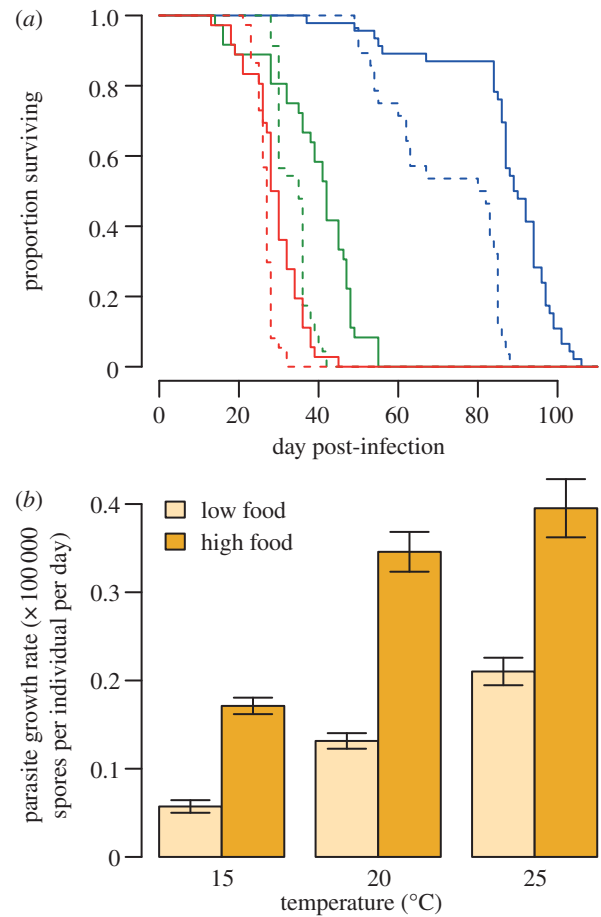 (a)
1.0
0.8
0.6
0.4
0.2
0
proportion surviving
0 20 40 60 80 100
day post-infection
(b)
low food
high food
0.4
0.3
0.2
0.1
0
parasite growth rate (× 100 000
spores per individual per day)
15 20 25
temperature (°C)